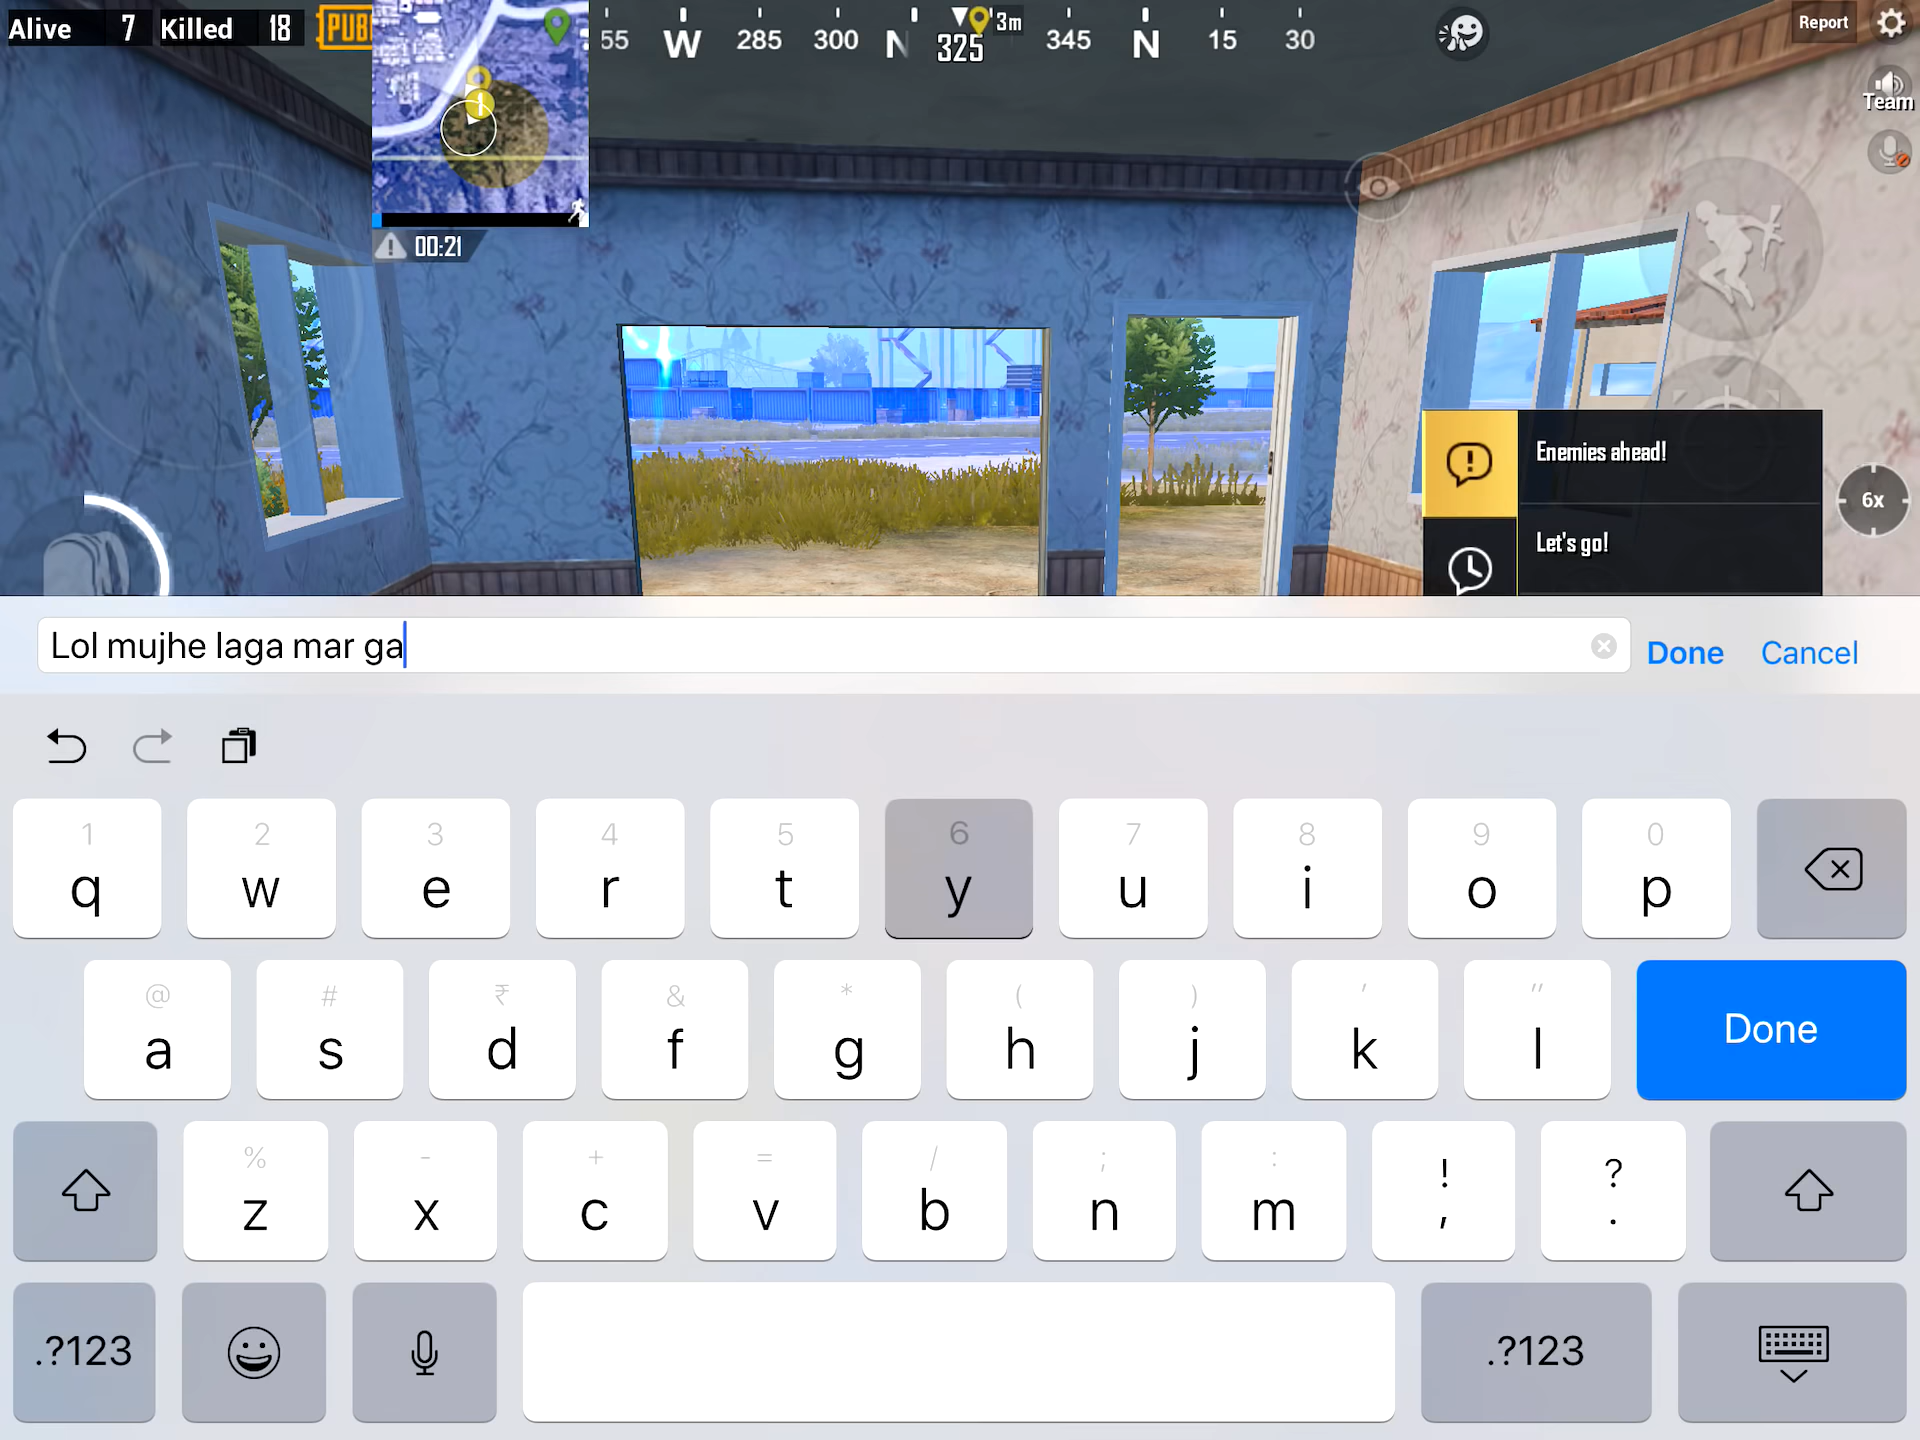 Alive 7 Killed 18 PUB
55 W 285 300 N 325 3m 345 N 15 30
Report
Team
00:21
Enemies ahead!
6x
Let's go!
Lol mujhe laga mar ga
Done Cancel
1 2 3 4 5 6 7 8 9 0
q w e r t y u i o p
@ # ₹ & * ( ) ' "
a s d f g h j k l Done
% - + = / ; : ! ?
z x c v b n m , .
.?123 .?123